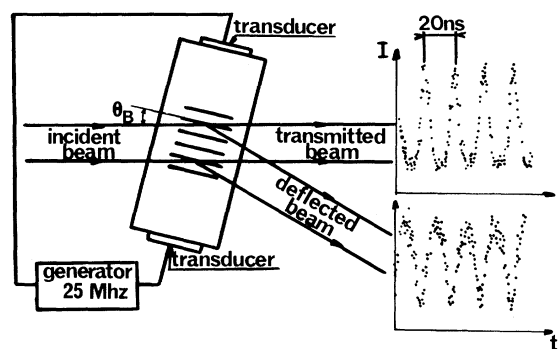 transducer
20ns
I
θB
incident
beam
transmitted
beam
deflected
beam
transducer
generator
25 Mhz
t